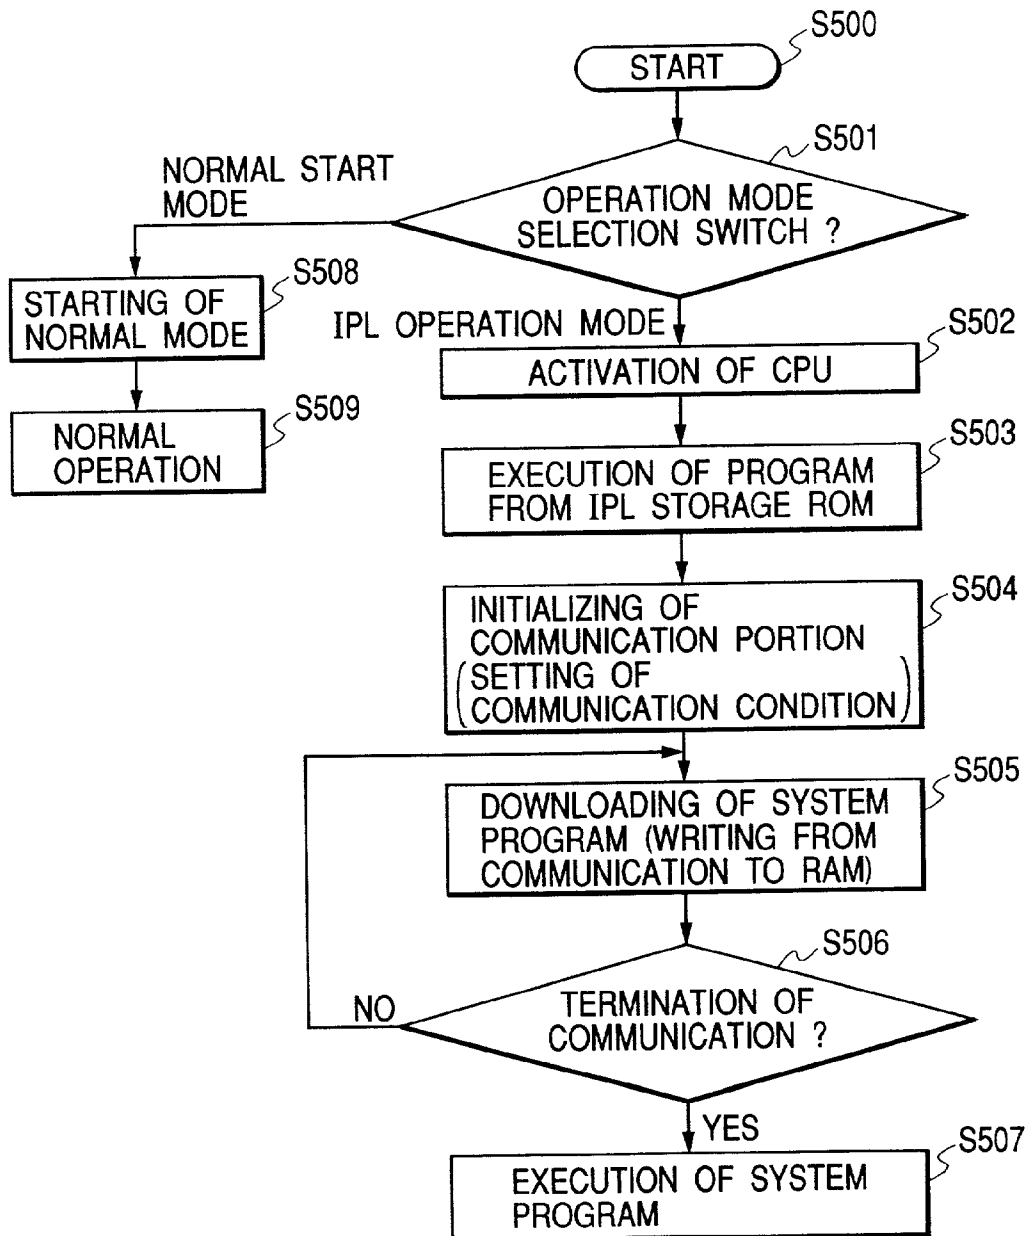 S500
START
S501
NORMAL START
MODE
OPERATION MODE
SELECTION SWITCH ?
S508
STARTING OF
NORMAL MODE
IPL OPERATION MODE
S502
ACTIVATION OF CPU
S509
NORMAL
OPERATION
S503
EXECUTION OF PROGRAM
FROM IPL STORAGE ROM
S504
INITIALIZING OF
COMMUNICATION PORTION
(SETTING OF
COMMUNICATION CONDITION)
S505
DOWNLOADING OF SYSTEM
PROGRAM (WRITING FROM
COMMUNICATION TO RAM)
S506
NO
TERMINATION OF
COMMUNICATION ?
YES
S507
EXECUTION OF SYSTEM
PROGRAM